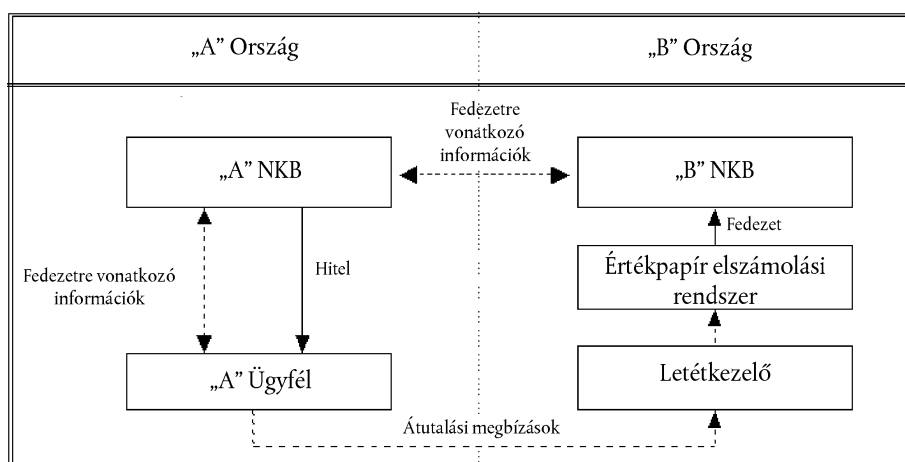 „A” Ország
„B” Ország
Fedezetre
vonatkozó
információk
„A” NKB
„B” NKB
Fedezet
Fedezetre vonatkozó
információk
Hitel
Értékpapír elszámolási
rendszer
„A” Ügyfél
Letétkezelő
Átutalási megbízások